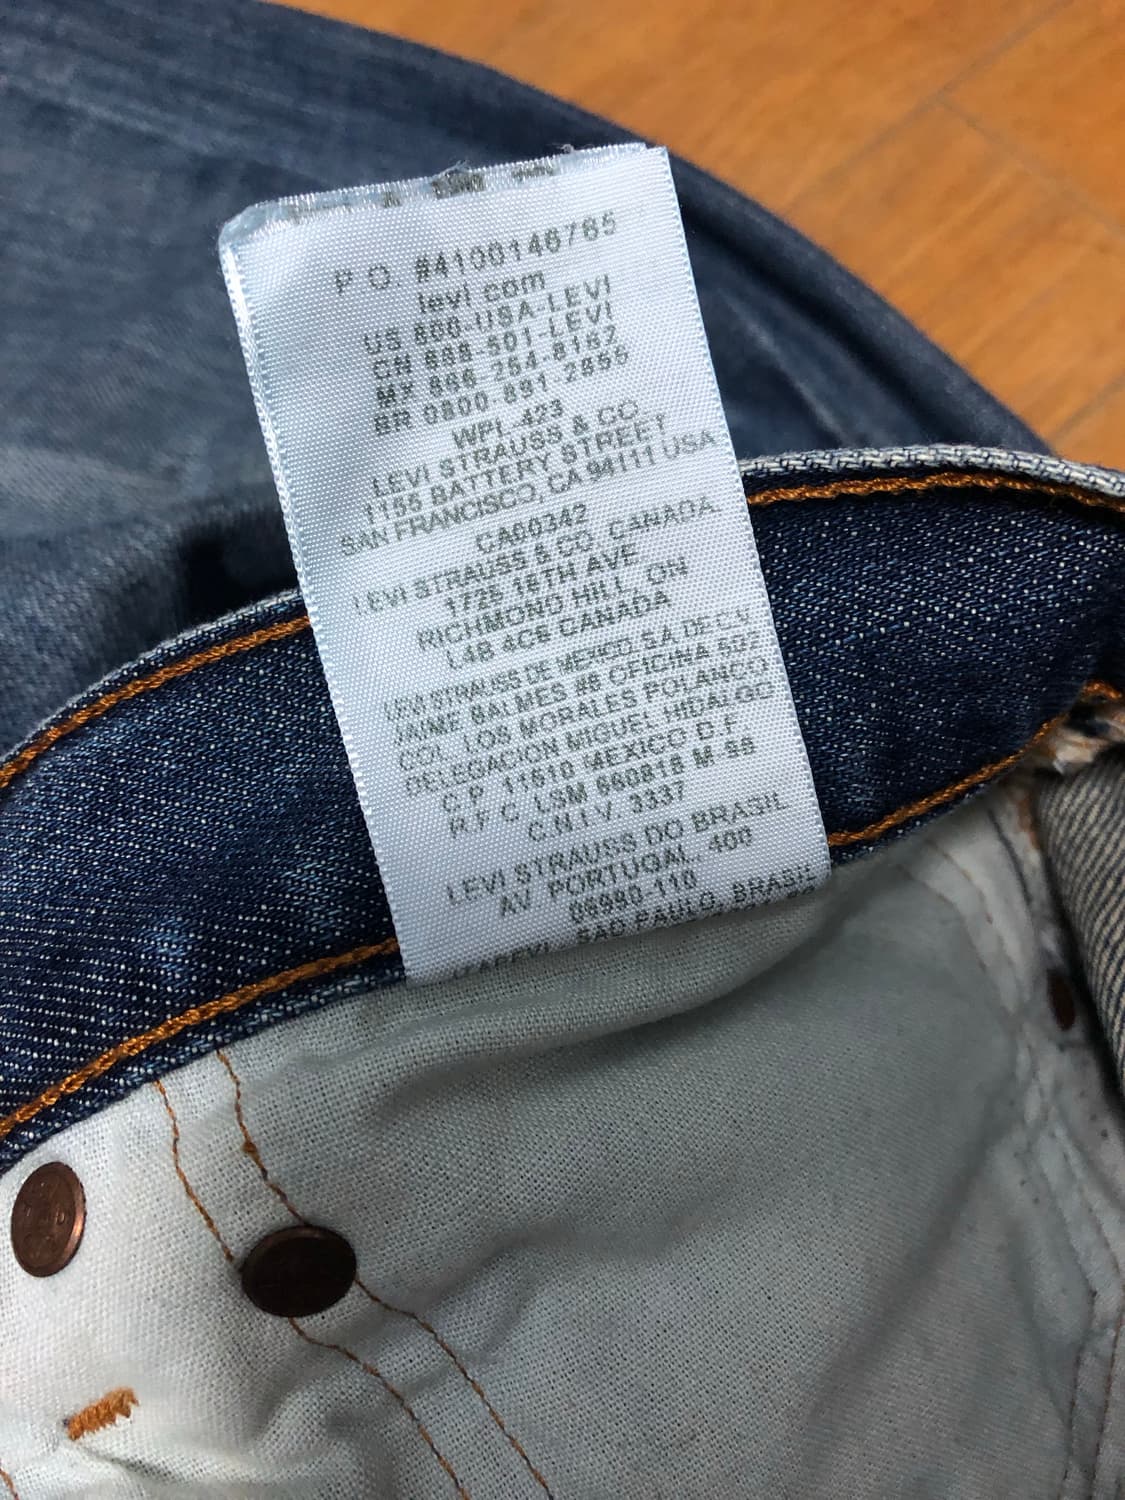 P.O. #4100146765
levi.com
US 800-USA-LEVI
CN 888-501-LEVI
MX 866-254-8187
BR 0800-891-2855
WPL 423
LEVI STRAUSS & CO.
1155 BATTERY STREET
SAN FRANCISCO, CA 94111 USA
CA00342
LEVI STRAUSS & CO. CANADA.
1725 16TH AVE
RICHMOND HILL, ON
L4B 4C6 CANADA
LEVI STRAUSS DE MEXICO, S.A. DE C.V.
JAIME BALMES #8 OFICINA 502
COL. LOS MORALES POLANCO
DELEGACION MIGUEL HIDALGO
C.P. 11510 MEXICO D.F.
R.F.C. LSM 650818 M-98
C.N.I.V. 3337
LEVI STRAUSS DO BRASIL
AV. PORTUGAL, 400
06690-110
SAO PAULO, BRASIL